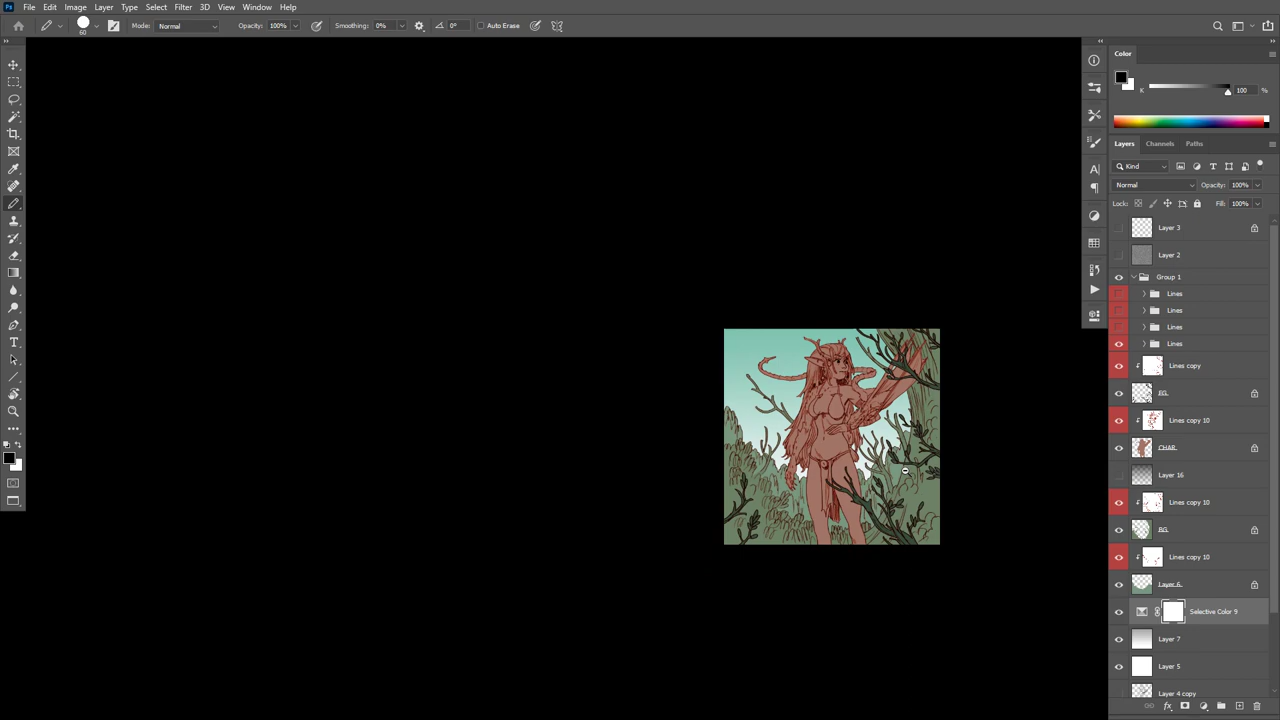 Ps File Edit Image Layer Type Select Filter 3D View Window Help
60 Mode: Normal Opacity: 100% Smoothing: 0% 0° Auto Erase
Color
K 100 %
Layers Channels Paths
Kind
Normal Opacity: 100%
Lock: Fill: 100%
Layer 3
Layer 2
Group 1
Lines
Lines
Lines
Lines
Lines copy
FG
Lines copy 10
CHAR
Layer 16
Lines copy 10
BG
Lines copy 10
Layer 6
Selective Color 9
Layer 7
Layer 5
Layer 4 copy